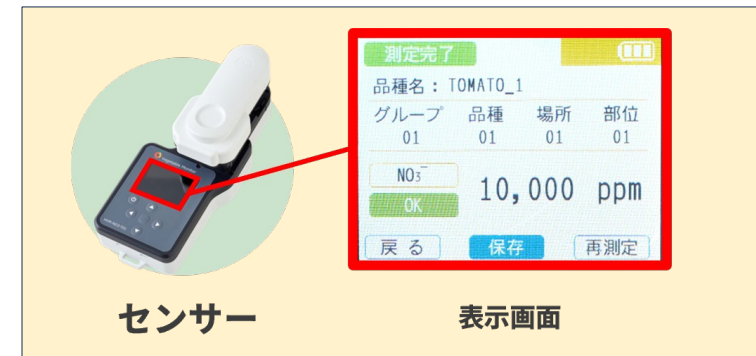 測定完了
品種名：TOMATO_1
グループ 品種 場所 部位
01 01 01 01
NO₃⁻
10,000 ppm
OK
戻る 保存 再測定
センサー 表示画面